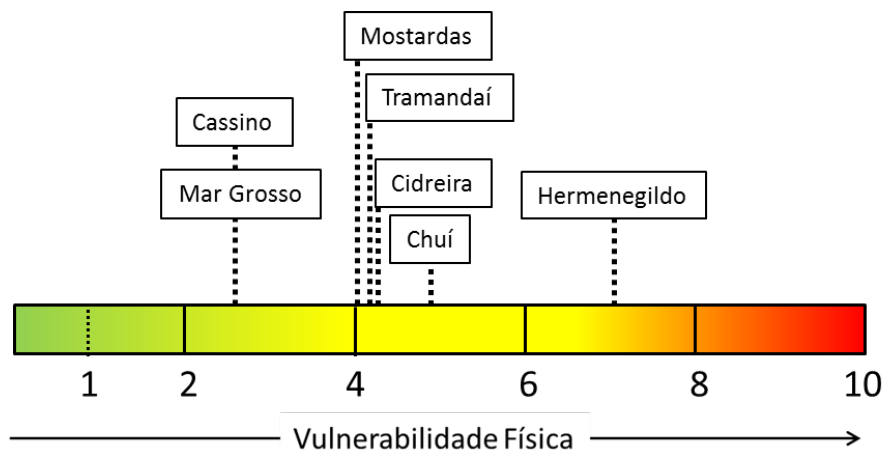 Mostardas
Tramandaí
Cassino
Mar Grosso
Cidreira
Hermenegildo
Chuí
1 2 4 6 8 10
Vulnerabilidade Física